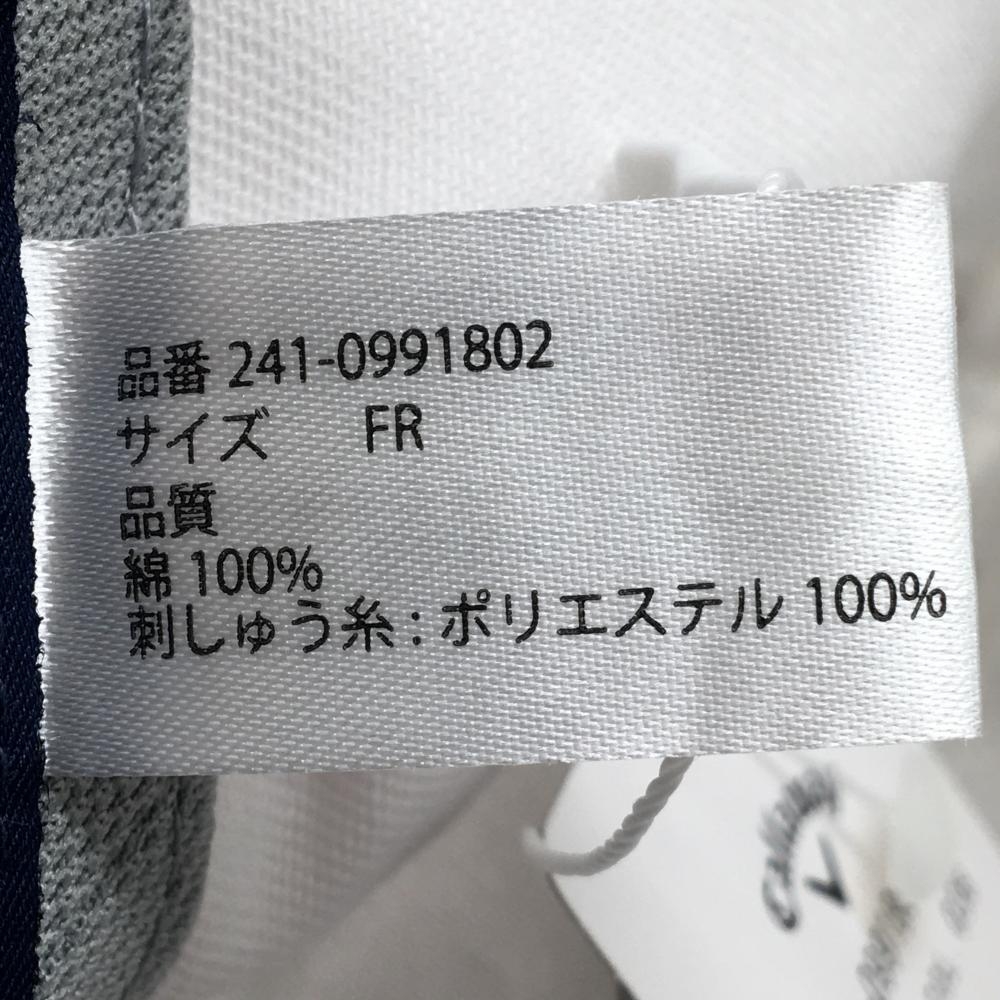 品番 241-0991802
サイズ FR
品質
綿 100%
刺しゅう糸 : ポリエステル 100%
CALLAWAY